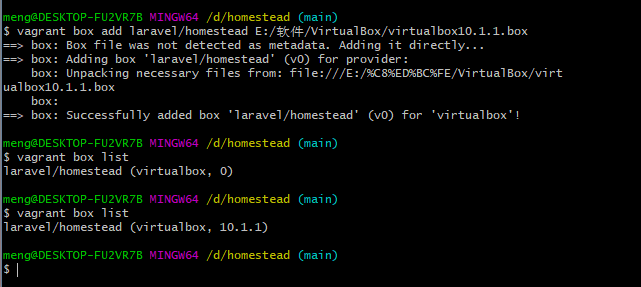 meng@DESKTOP-FU2VR7B MINGW64 /d/homestead (main)
$ vagrant box add laravel/homestead E:/软件/VirtualBox/virtualbox10.1.1.box
==> box: Box file was not detected as metadata. Adding it directly...
==> box: Adding box 'laravel/homestead' (v0) for provider:
    box: Unpacking necessary files from: file:///E:/%C8%ED%BC%FE/VirtualBox/virt
ualbox10.1.1.box
    box:
==> box: Successfully added box 'laravel/homestead' (v0) for 'virtualbox'!
meng@DESKTOP-FU2VR7B MINGW64 /d/homestead (main)
$ vagrant box list
laravel/homestead (virtualbox, 0)
meng@DESKTOP-FU2VR7B MINGW64 /d/homestead (main)
$ vagrant box list
laravel/homestead (virtualbox, 10.1.1)
meng@DESKTOP-FU2VR7B MINGW64 /d/homestead (main)
$